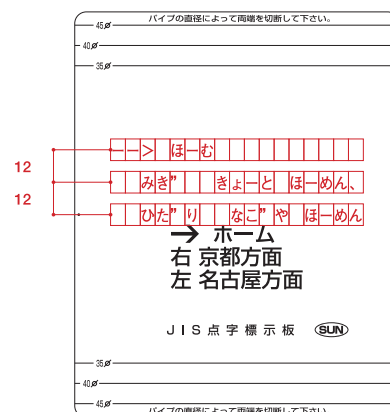 パイプの直径によって両端を切断して下さい。
45ø
40ø
35ø
ーー> ほーむ
12
みぎ” きょーと ほーめん、
12
ひた”り なこ”や ほーめん
→ ホーム
右 京都方面
左 名古屋方面
JIS点字標示板 SUN
35ø
40ø
45ø
パイプの直径によって両端を切断して下さい。